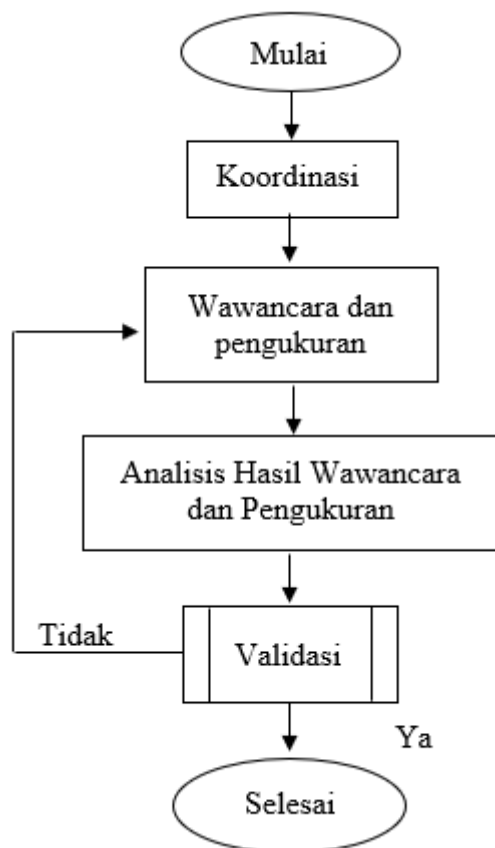 Mulai
Koordinasi
Wawancara dan
pengukuran
Analisis Hasil Wawancara
dan Pengukuran
Tidak
Validasi
Ya
Selesai